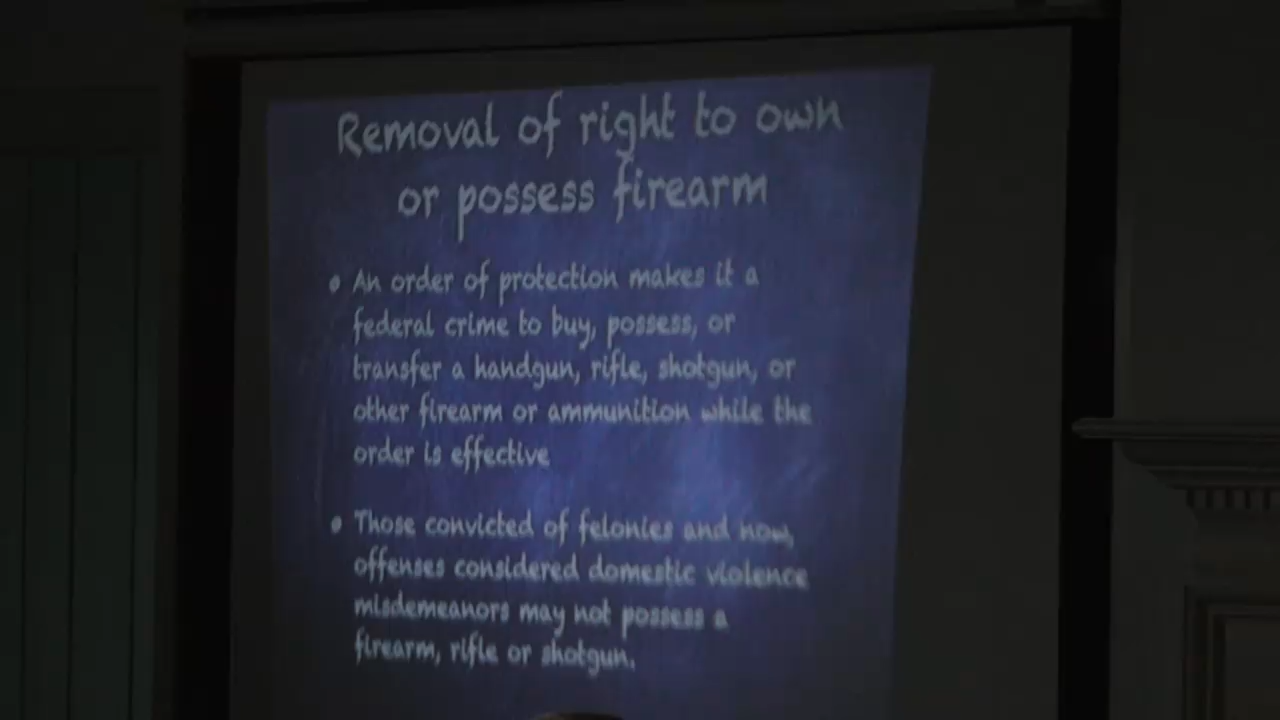 Removal of right to own
or possess firearm
• An order of protection makes it a
federal crime to buy, possess, or
transfer a handgun, rifle, shotgun, or
other firearm or ammunition while the
order is effective
• Those convicted of felonies and now,
offenses considered domestic violence
misdemeanors may not possess a
firearm, rifle or shotgun.